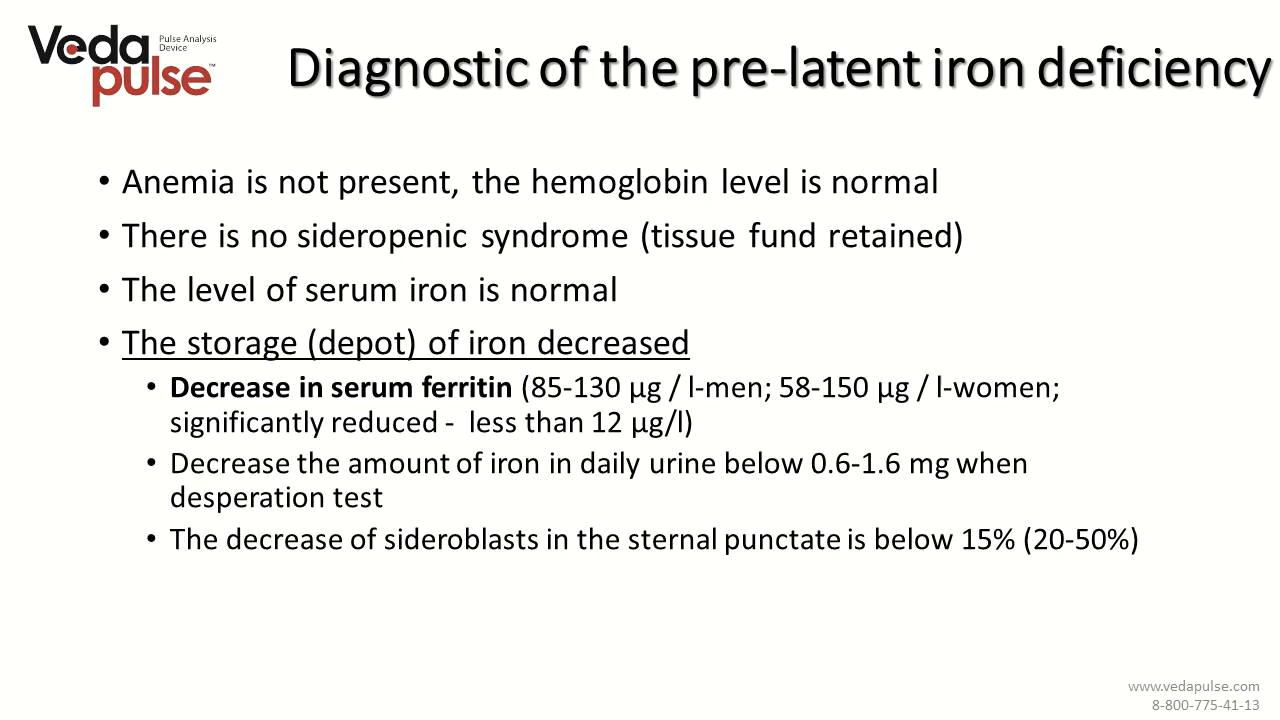 Veda
pulse™
Pulse Analysis
Device
Diagnostic of the pre-latent iron deficiency
• Anemia is not present, the hemoglobin level is normal
• There is no sideropenic syndrome (tissue fund retained)
• The level of serum iron is normal
• The storage (depot) of iron decreased
• Decrease in serum ferritin (85-130 µg / l-men; 58-150 µg / l-women;
significantly reduced - less than 12 µg/l)
• Decrease the amount of iron in daily urine below 0.6-1.6 mg when
desperation test
• The decrease of sideroblasts in the sternal punctate is below 15% (20-50%)
www.vedapulse.com
8-800-775-41-13